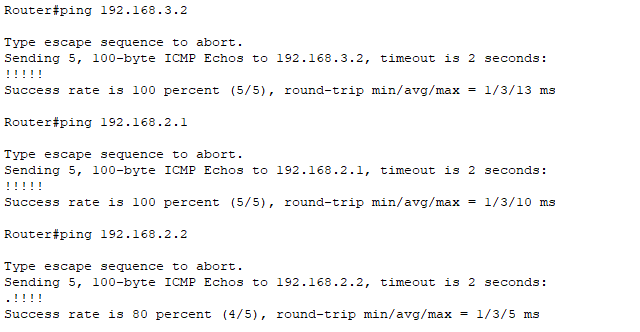 Router#ping 192.168.3.2
Type escape sequence to abort.
Sending 5, 100-byte ICMP Echos to 192.168.3.2, timeout is 2 seconds:
!!!!!
Success rate is 100 percent (5/5), round-trip min/avg/max = 1/3/13 ms
Router#ping 192.168.2.1
Type escape sequence to abort.
Sending 5, 100-byte ICMP Echos to 192.168.2.1, timeout is 2 seconds:
!!!!!
Success rate is 100 percent (5/5), round-trip min/avg/max = 1/3/10 ms
Router#ping 192.168.2.2
Type escape sequence to abort.
Sending 5, 100-byte ICMP Echos to 192.168.2.2, timeout is 2 seconds:
.!!!!
Success rate is 80 percent (4/5), round-trip min/avg/max = 1/3/5 ms